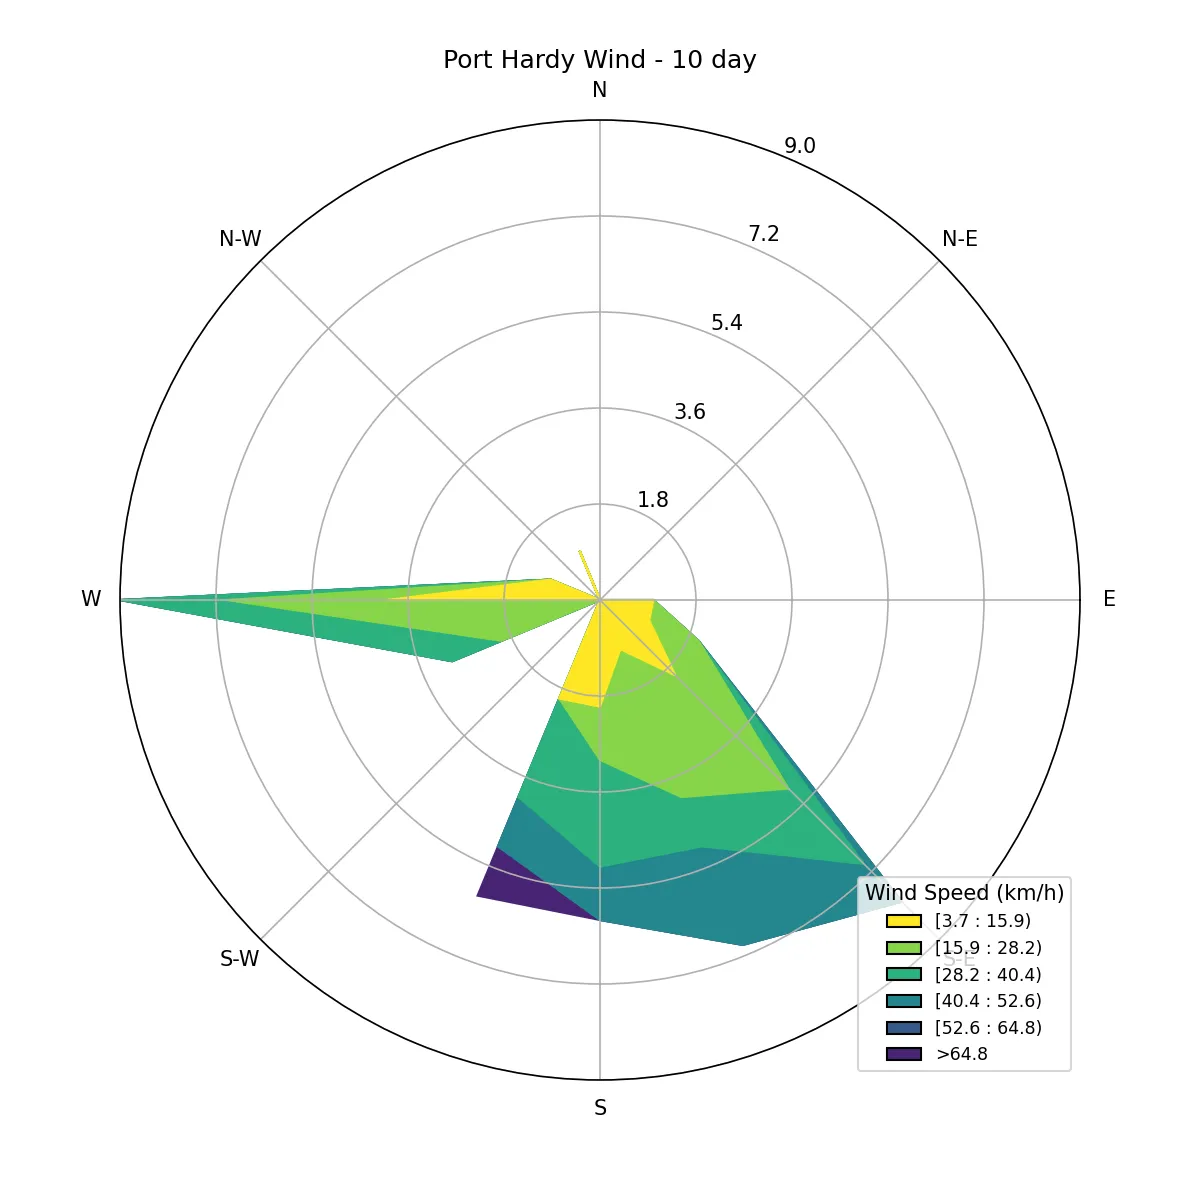 Port Hardy Wind - 10 day
N
9.0
N-W
N-E
7.2
5.4
3.6
1.8
W
E
Wind Speed (km/h)
[3.7 : 15.9)
[15.9 : 28.2)
[28.2 : 40.4)
[40.4 : 52.6)
[52.6 : 64.8)
>64.8
S-W
S-E
S